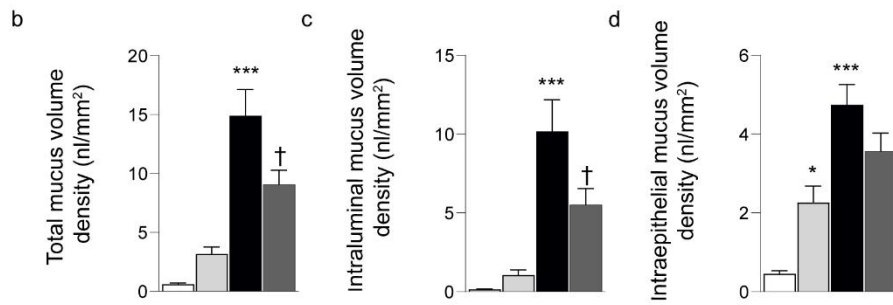 b
Total mucus volume
density (nl/mm²)
20
15
10
5
0
***
†
c
Intraluminal mucus volume
density (nl/mm²)
15
10
5
0
***
†
d
Intraepithelial mucus volume
density (nl/mm²)
6
4
2
0
*
***